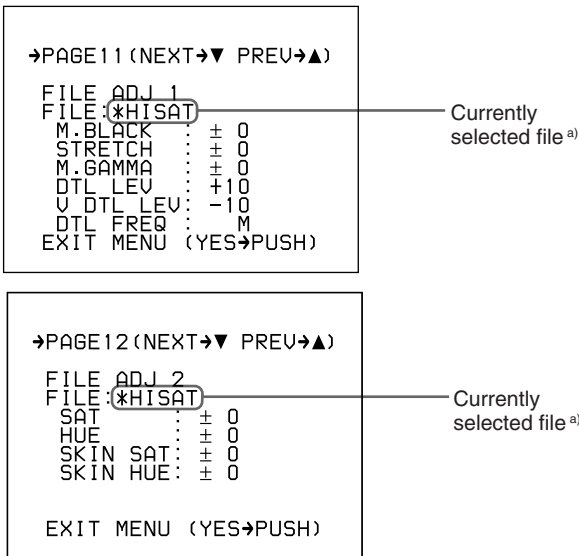 ➔PAGE11(NEXT➔▼ PREV➔▲)
FILE ADJ 1
FILE:*HISAT
M.BLACK : ± 0
STRETCH : ± 0
M.GAMMA : ± 0
DTL LEV : +10
V DTL LEV: -10
DTL FREQ : M
EXIT MENU (YES➔PUSH)
Currently
selected file a)
➔PAGE12(NEXT➔▼ PREV➔▲)
FILE ADJ 2
FILE:*HISAT
SAT : ± 0
HUE : ± 0
SKIN SAT: ± 0
SKIN HUE: ± 0
EXIT MENU (YES➔PUSH)
Currently
selected file a)